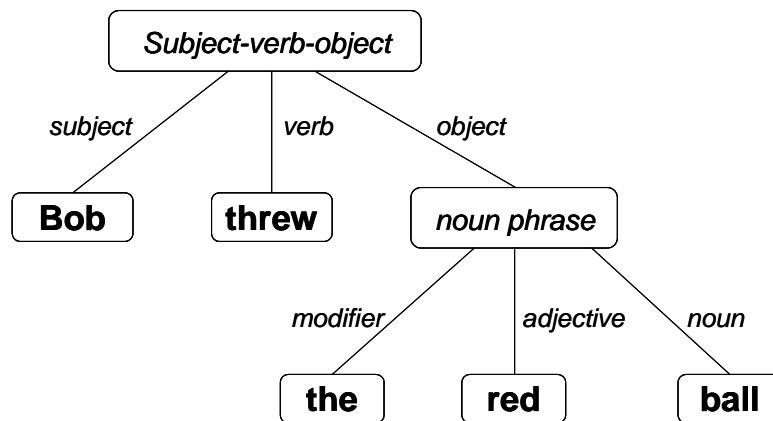 Subject-verb-object
subject verb object
Bob threw noun phrase
modifier adjective noun
the red ball